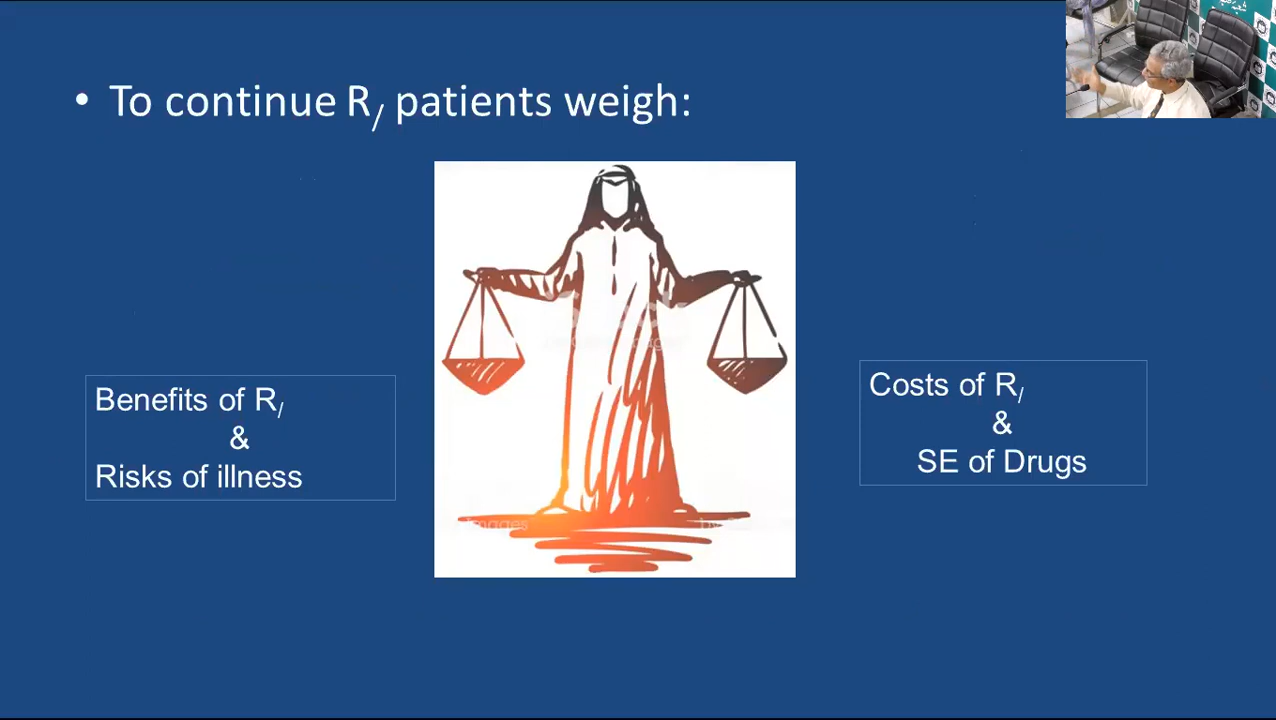 • To continue R/ patients weigh:
Benefits of R/
&
Risks of illness
Costs of R/
&
SE of Drugs